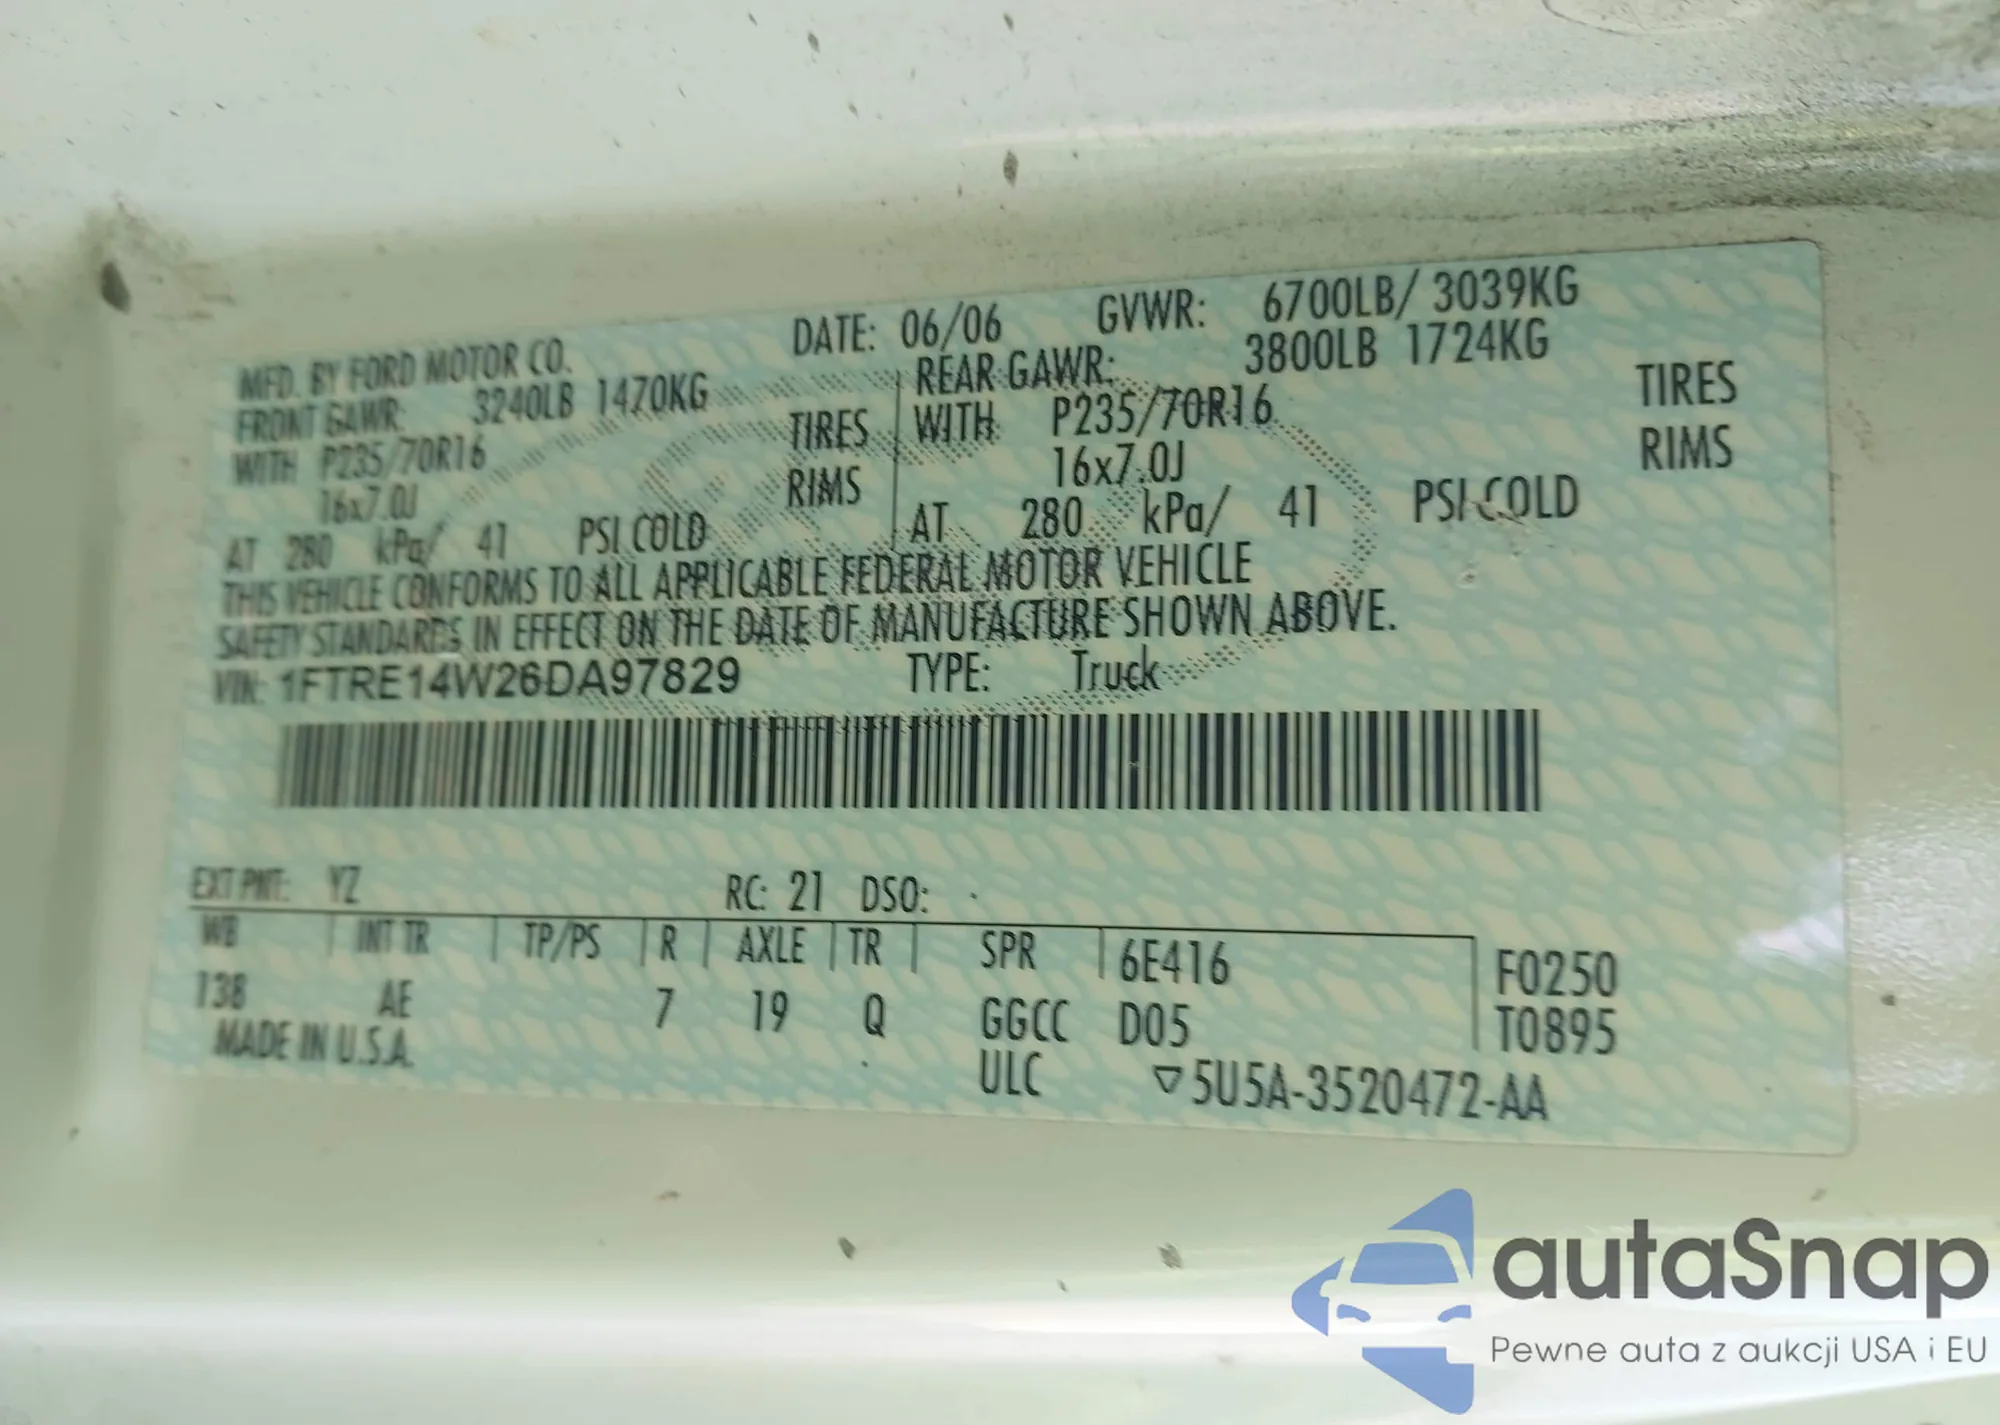 MFD. BY FORD MOTOR CO. DATE: 06/06 GVWR: 6700LB/ 3039KG
FRONT GAWR: 3240LB 1470KG REAR GAWR: 3800LB 1724KG
WITH P235/70R16 TIRES WITH P235/70R16 TIRES
16x7.0J RIMS 16x7.0J RIMS
AT 280 kPa/ 41 PSI COLD AT 280 kPa/ 41 PSI COLD
THIS VEHICLE CONFORMS TO ALL APPLICABLE FEDERAL MOTOR VEHICLE
SAFETY STANDARDS IN EFFECT ON THE DATE OF MANUFACTURE SHOWN ABOVE.
VIN: 1FTRE14W26DA97829 TYPE: Truck
EXT PNT: YZ RC: 21 DSO:
WB INT TR TP/PS R AXLE TR SPR 6E416 F0250
138 AE 7 19 Q GGCC D05 T0895
MADE IN U.S.A. ULC ▽5U5A-3520472-AA
autaSnap
Pewne auta z aukcji USA i EU